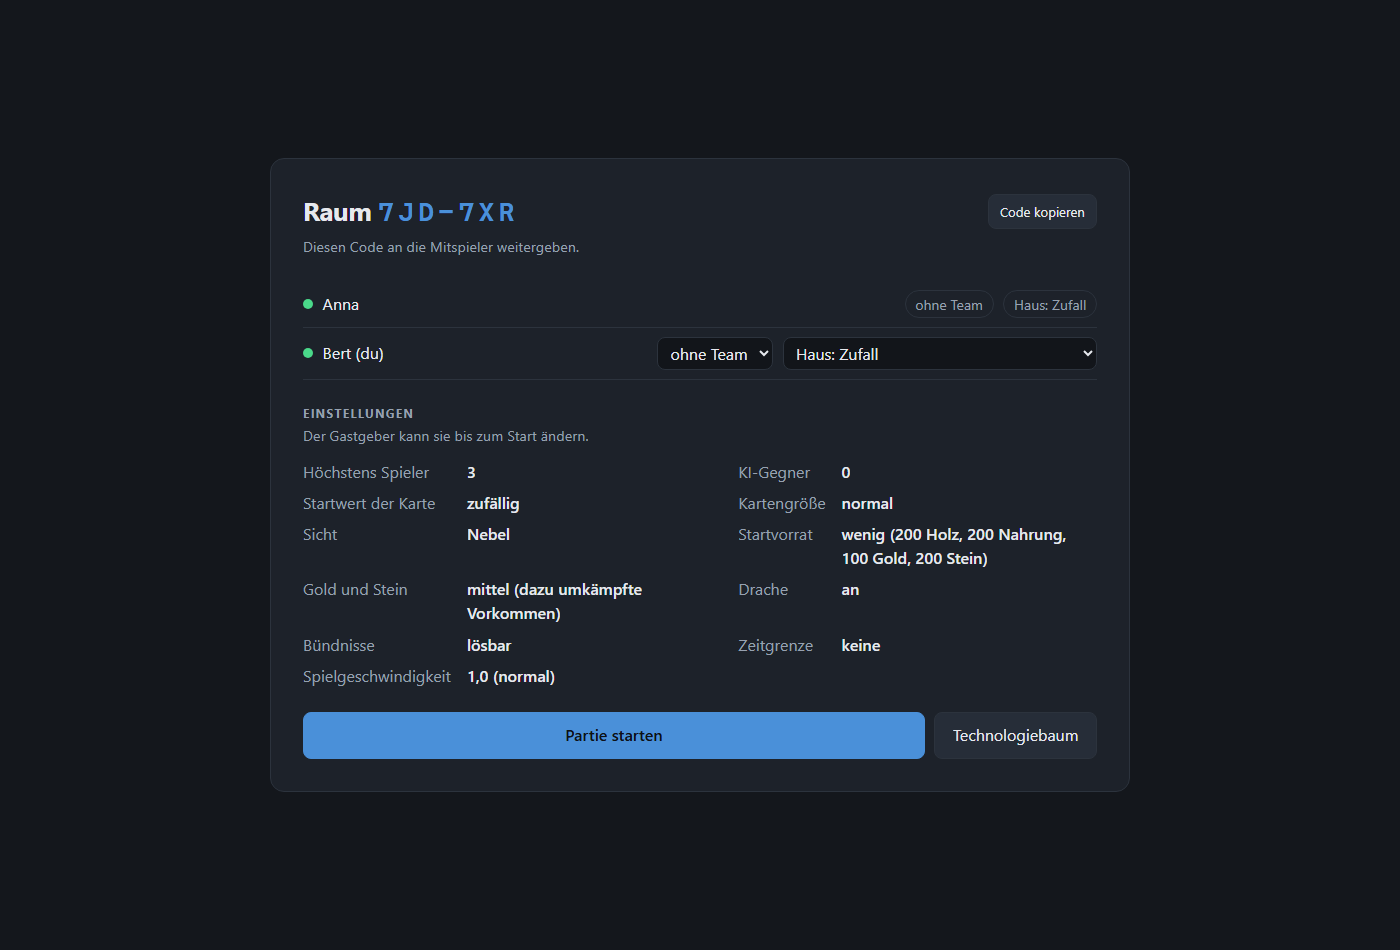 Raum 7JD-7XR
Code kopieren
Diesen Code an die Mitspieler weitergeben.
Anna
ohne Team
Haus: Zufall
Bert (du)
ohne Team
Haus: Zufall
EINSTELLUNGEN
Der Gastgeber kann sie bis zum Start ändern.
Höchstens Spieler 3
KI-Gegner 0
Startwert der Karte zufällig
Kartengröße normal
Sicht Nebel
Startvorrat wenig (200 Holz, 200 Nahrung,
100 Gold, 200 Stein)
Gold und Stein mittel (dazu umkämpfte
Vorkommen)
Drache an
Bündnisse lösbar
Zeitgrenze keine
Spielgeschwindigkeit 1,0 (normal)
Partie starten
Technologiebaum